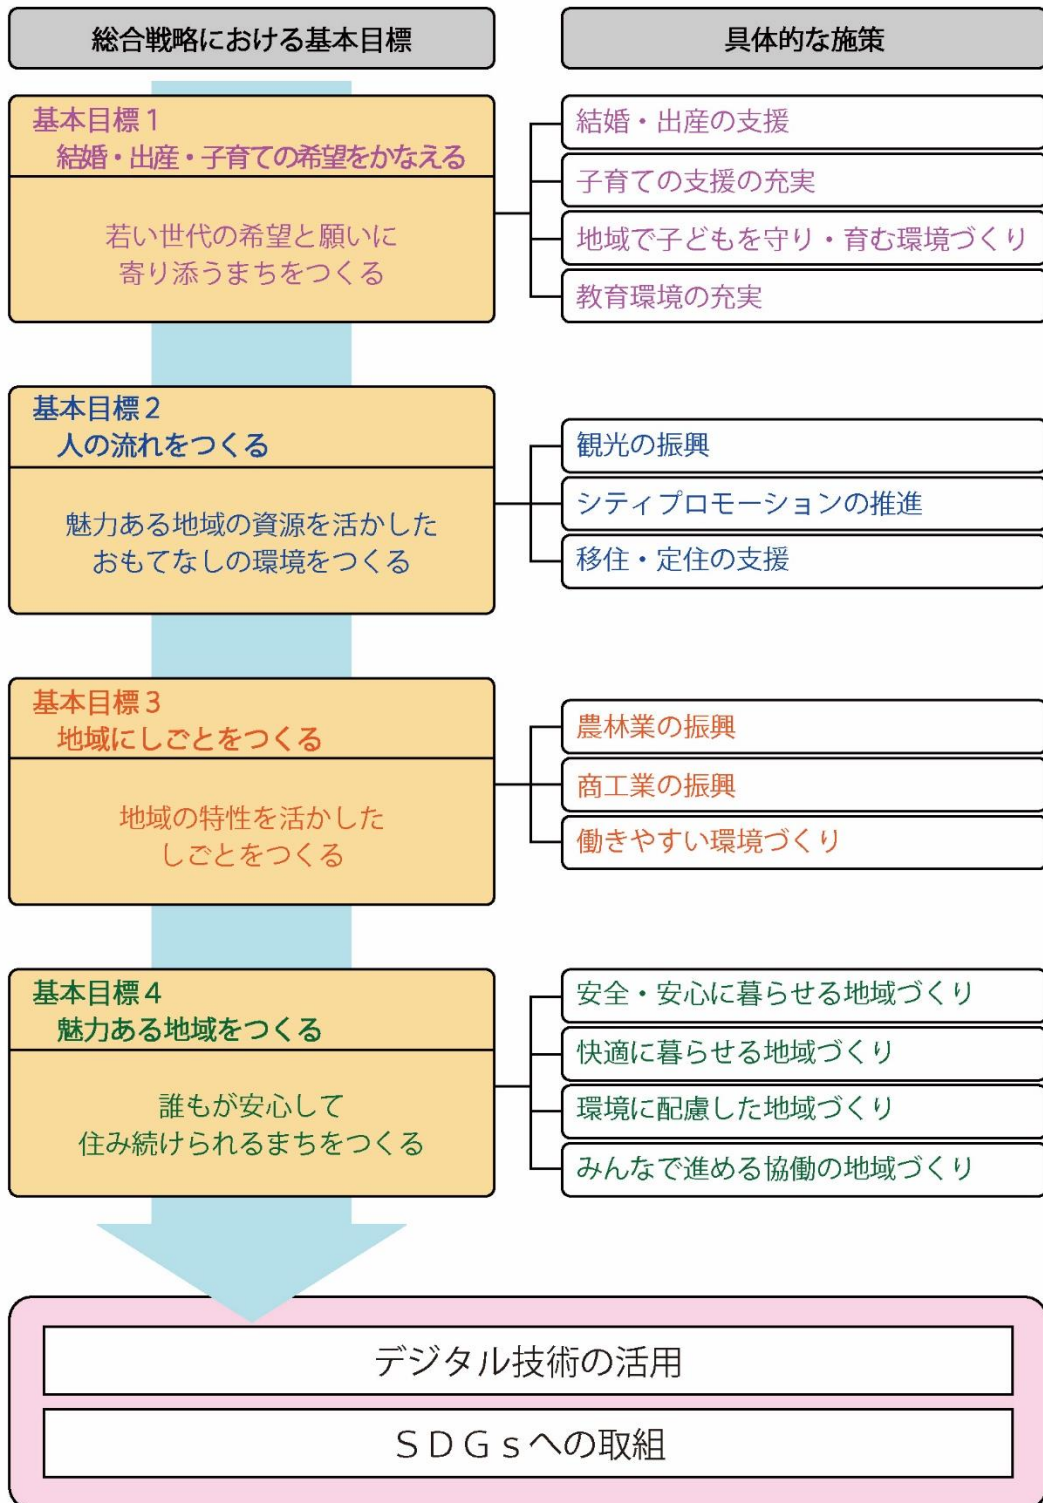 総合戦略における基本目標
具体的な施策
基本目標１
結婚・出産・子育ての希望をかなえる
若い世代の希望と願いに
寄り添うまちをつくる
結婚・出産の支援
子育ての支援の充実
地域で子どもを守り・育む環境づくり
教育環境の充実
基本目標２
人の流れをつくる
魅力ある地域の資源を活かした
おもてなしの環境をつくる
観光の振興
シティプロモーションの推進
移住・定住の支援
基本目標３
地域にしごとをつくる
地域の特性を活かした
しごとをつくる
農林業の振興
商工業の振興
働きやすい環境づくり
基本目標４
魅力ある地域をつくる
誰もが安心して
住み続けられるまちをつくる
安全・安心に暮らせる地域づくり
快適に暮らせる地域づくり
環境に配慮した地域づくり
みんなで進める協働の地域づくり
デジタル技術の活用
ＳＤＧｓへの取組